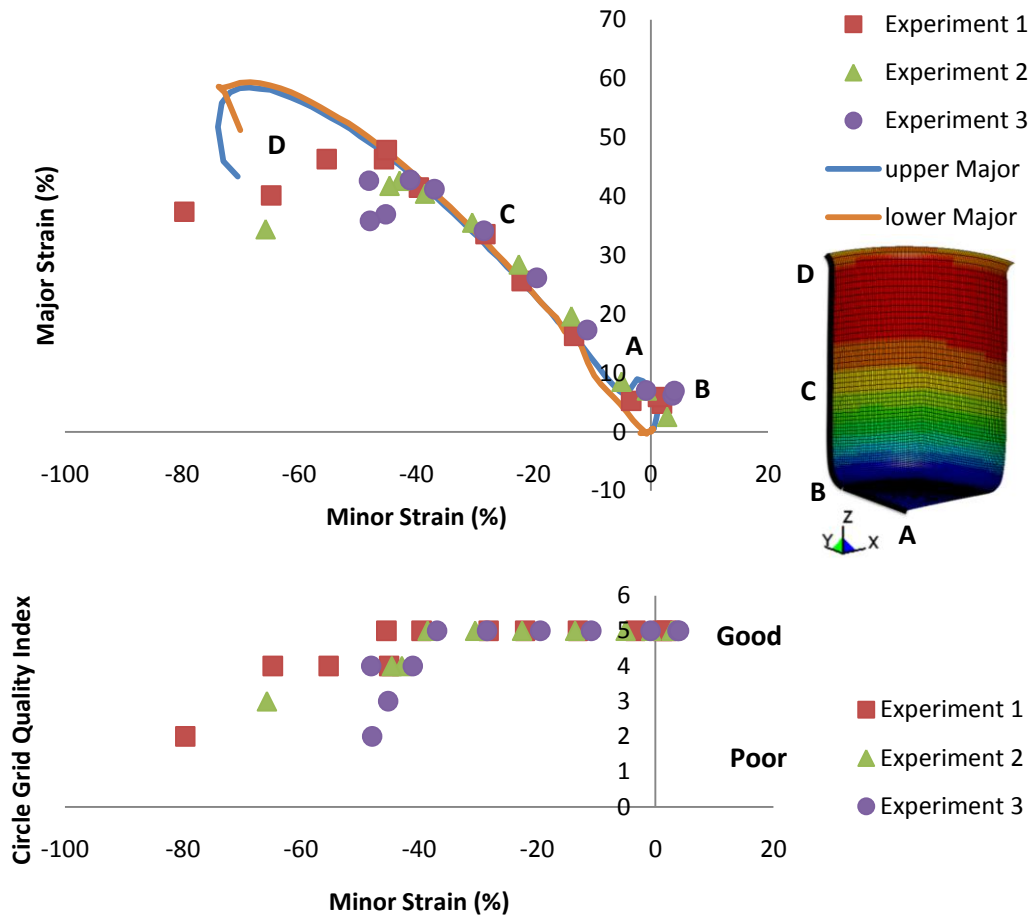 70
60
50
40
30
20
10
0
-10
Major Strain (%)
-100
-80
-60
-40
-20
0
20
Minor Strain (%)
D
C
A
B
Experiment 1
Experiment 2
Experiment 3
upper Major
lower Major
D
C
B
A
Z
Y
X
6
5
4
3
2
1
0
Circle Grid Quality Index
Good
Poor
-100
-80
-60
-40
-20
0
20
Minor Strain (%)
Experiment 1
Experiment 2
Experiment 3